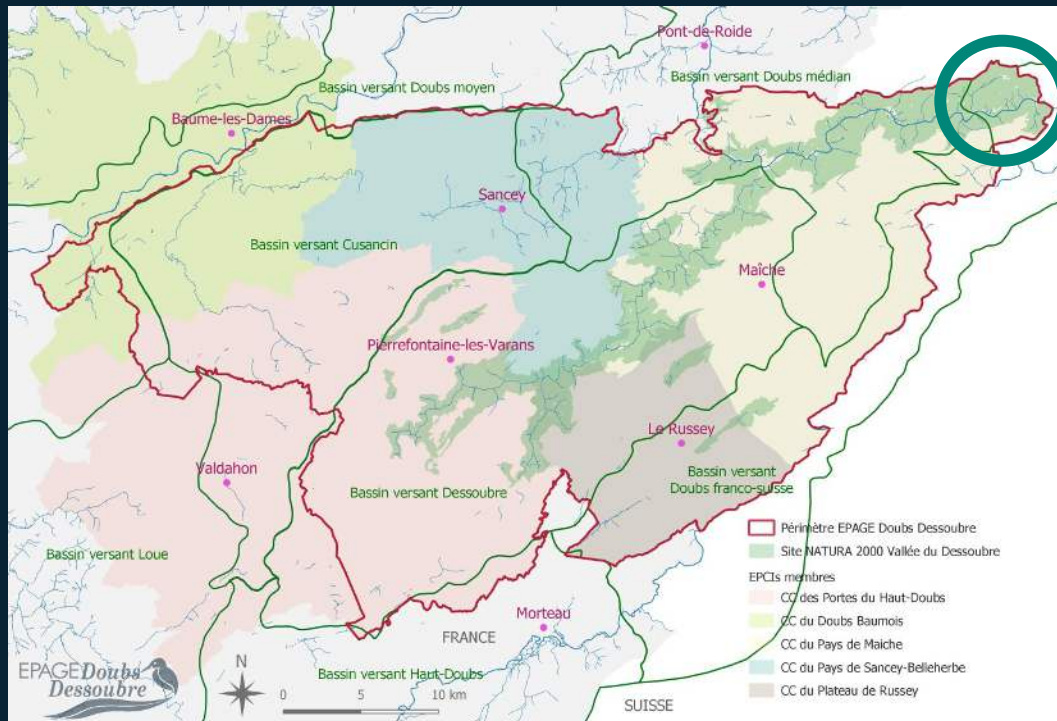 Pont-de-Roide
Bassin versant Doubs médian
Bassin versant Doubs moyen
Baume-les-Dames
Sancey
Bassin versant Cusancin
Maîche
Pierrefontaine-les-Varans
Le Russey
Valdahon
Bassin versant
Doubs franco-suisse
Bassin versant Dessoubre
Bassin versant Loue
Morteau
FRANCE
Bassin versant Haut-Doubs
SUISSE
Périmètre EPAGE Doubs Dessoubre
Site NATURA 2000 Vallée du Dessoubre
EPCIs membres
CC des Portes du Haut-Doubs
CC du Doubs Baumois
CC du Pays de Maiche
CC du Pays de Sancey-Belleherbe
CC du Plateau de Russey
EPAGE Doubs
Dessoubre
N
0 5 10 km